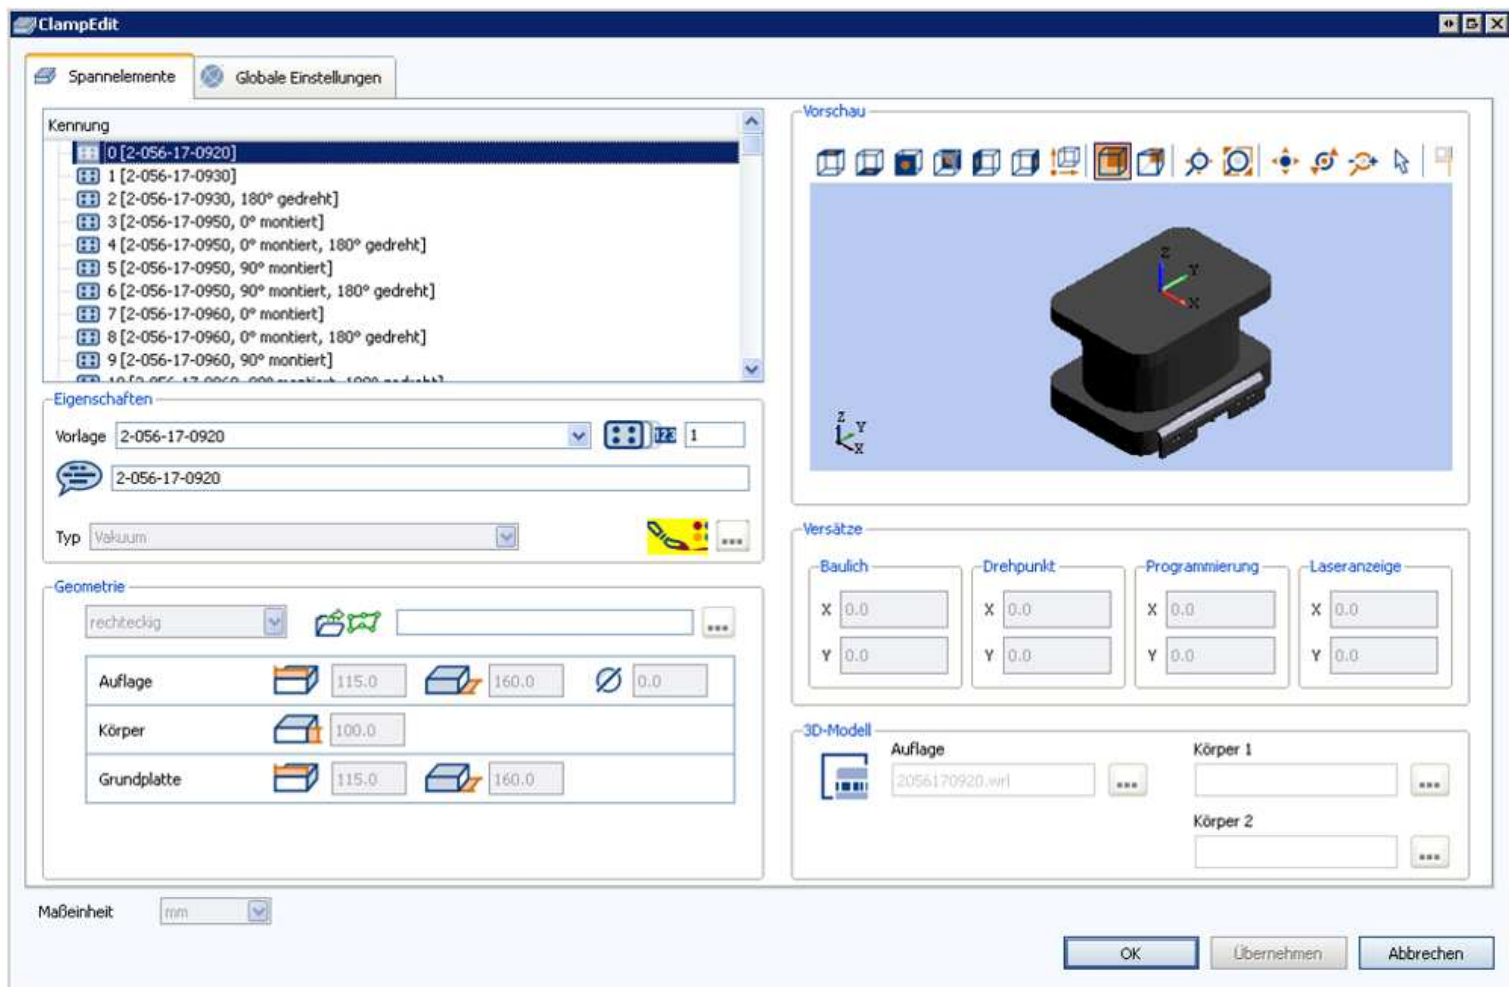 ClampEdit
Spannelemente
Globale Einstellungen
Kennung
0 [2-056-17-0920]
1 [2-056-17-0930]
2 [2-056-17-0930, 180° gedreht]
3 [2-056-17-0950, 0° montiert]
4 [2-056-17-0950, 0° montiert, 180° gedreht]
5 [2-056-17-0950, 90° montiert]
6 [2-056-17-0950, 90° montiert, 180° gedreht]
7 [2-056-17-0960, 0° montiert]
8 [2-056-17-0960, 0° montiert, 180° gedreht]
9 [2-056-17-0960, 90° montiert]
Eigenschaften
Vorlage 2-056-17-0920 123 1
2-056-17-0920
Typ Vakuum ...
Geometrie
rechteckig ...
Auflage 115.0 160.0 0.0
Körper 100.0
Grundplatte 115.0 160.0
Vorschau
Z
Y
X
Z
Y
X
Versätze
Baulich Drehpunkt Programmierung Laseranzeige
X 0.0 X 0.0 X 0.0 X 0.0
Y 0.0 Y 0.0 Y 0.0 Y 0.0
3D-Modell
Auflage Körper 1
2056170920.wrl ... ...
Körper 2
...
Maßeinheit mm
OK Übernehmen Abbrechen